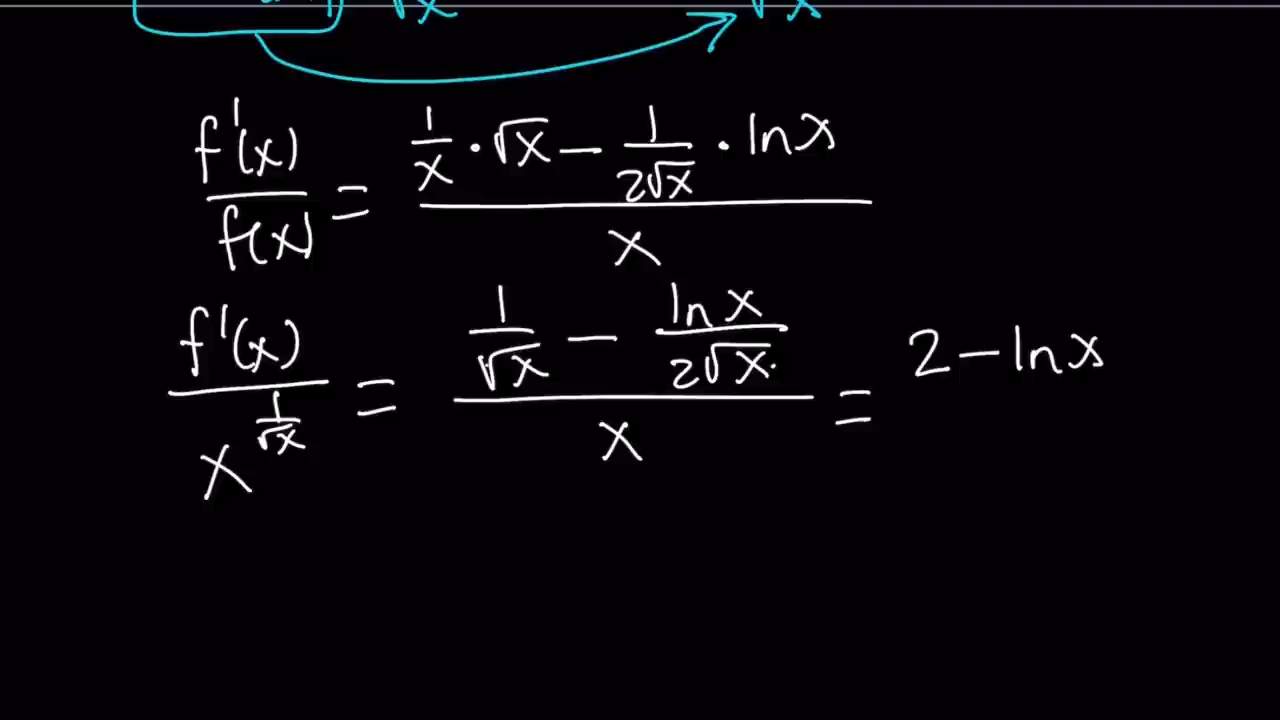 √x √x
f'(x)/f(x) = (1/x · √x − 1/(2√x) · ln x)/x
f'(x)/x^(1/√x) = (1/√x − ln x/(2√x))/x = 2 − ln x